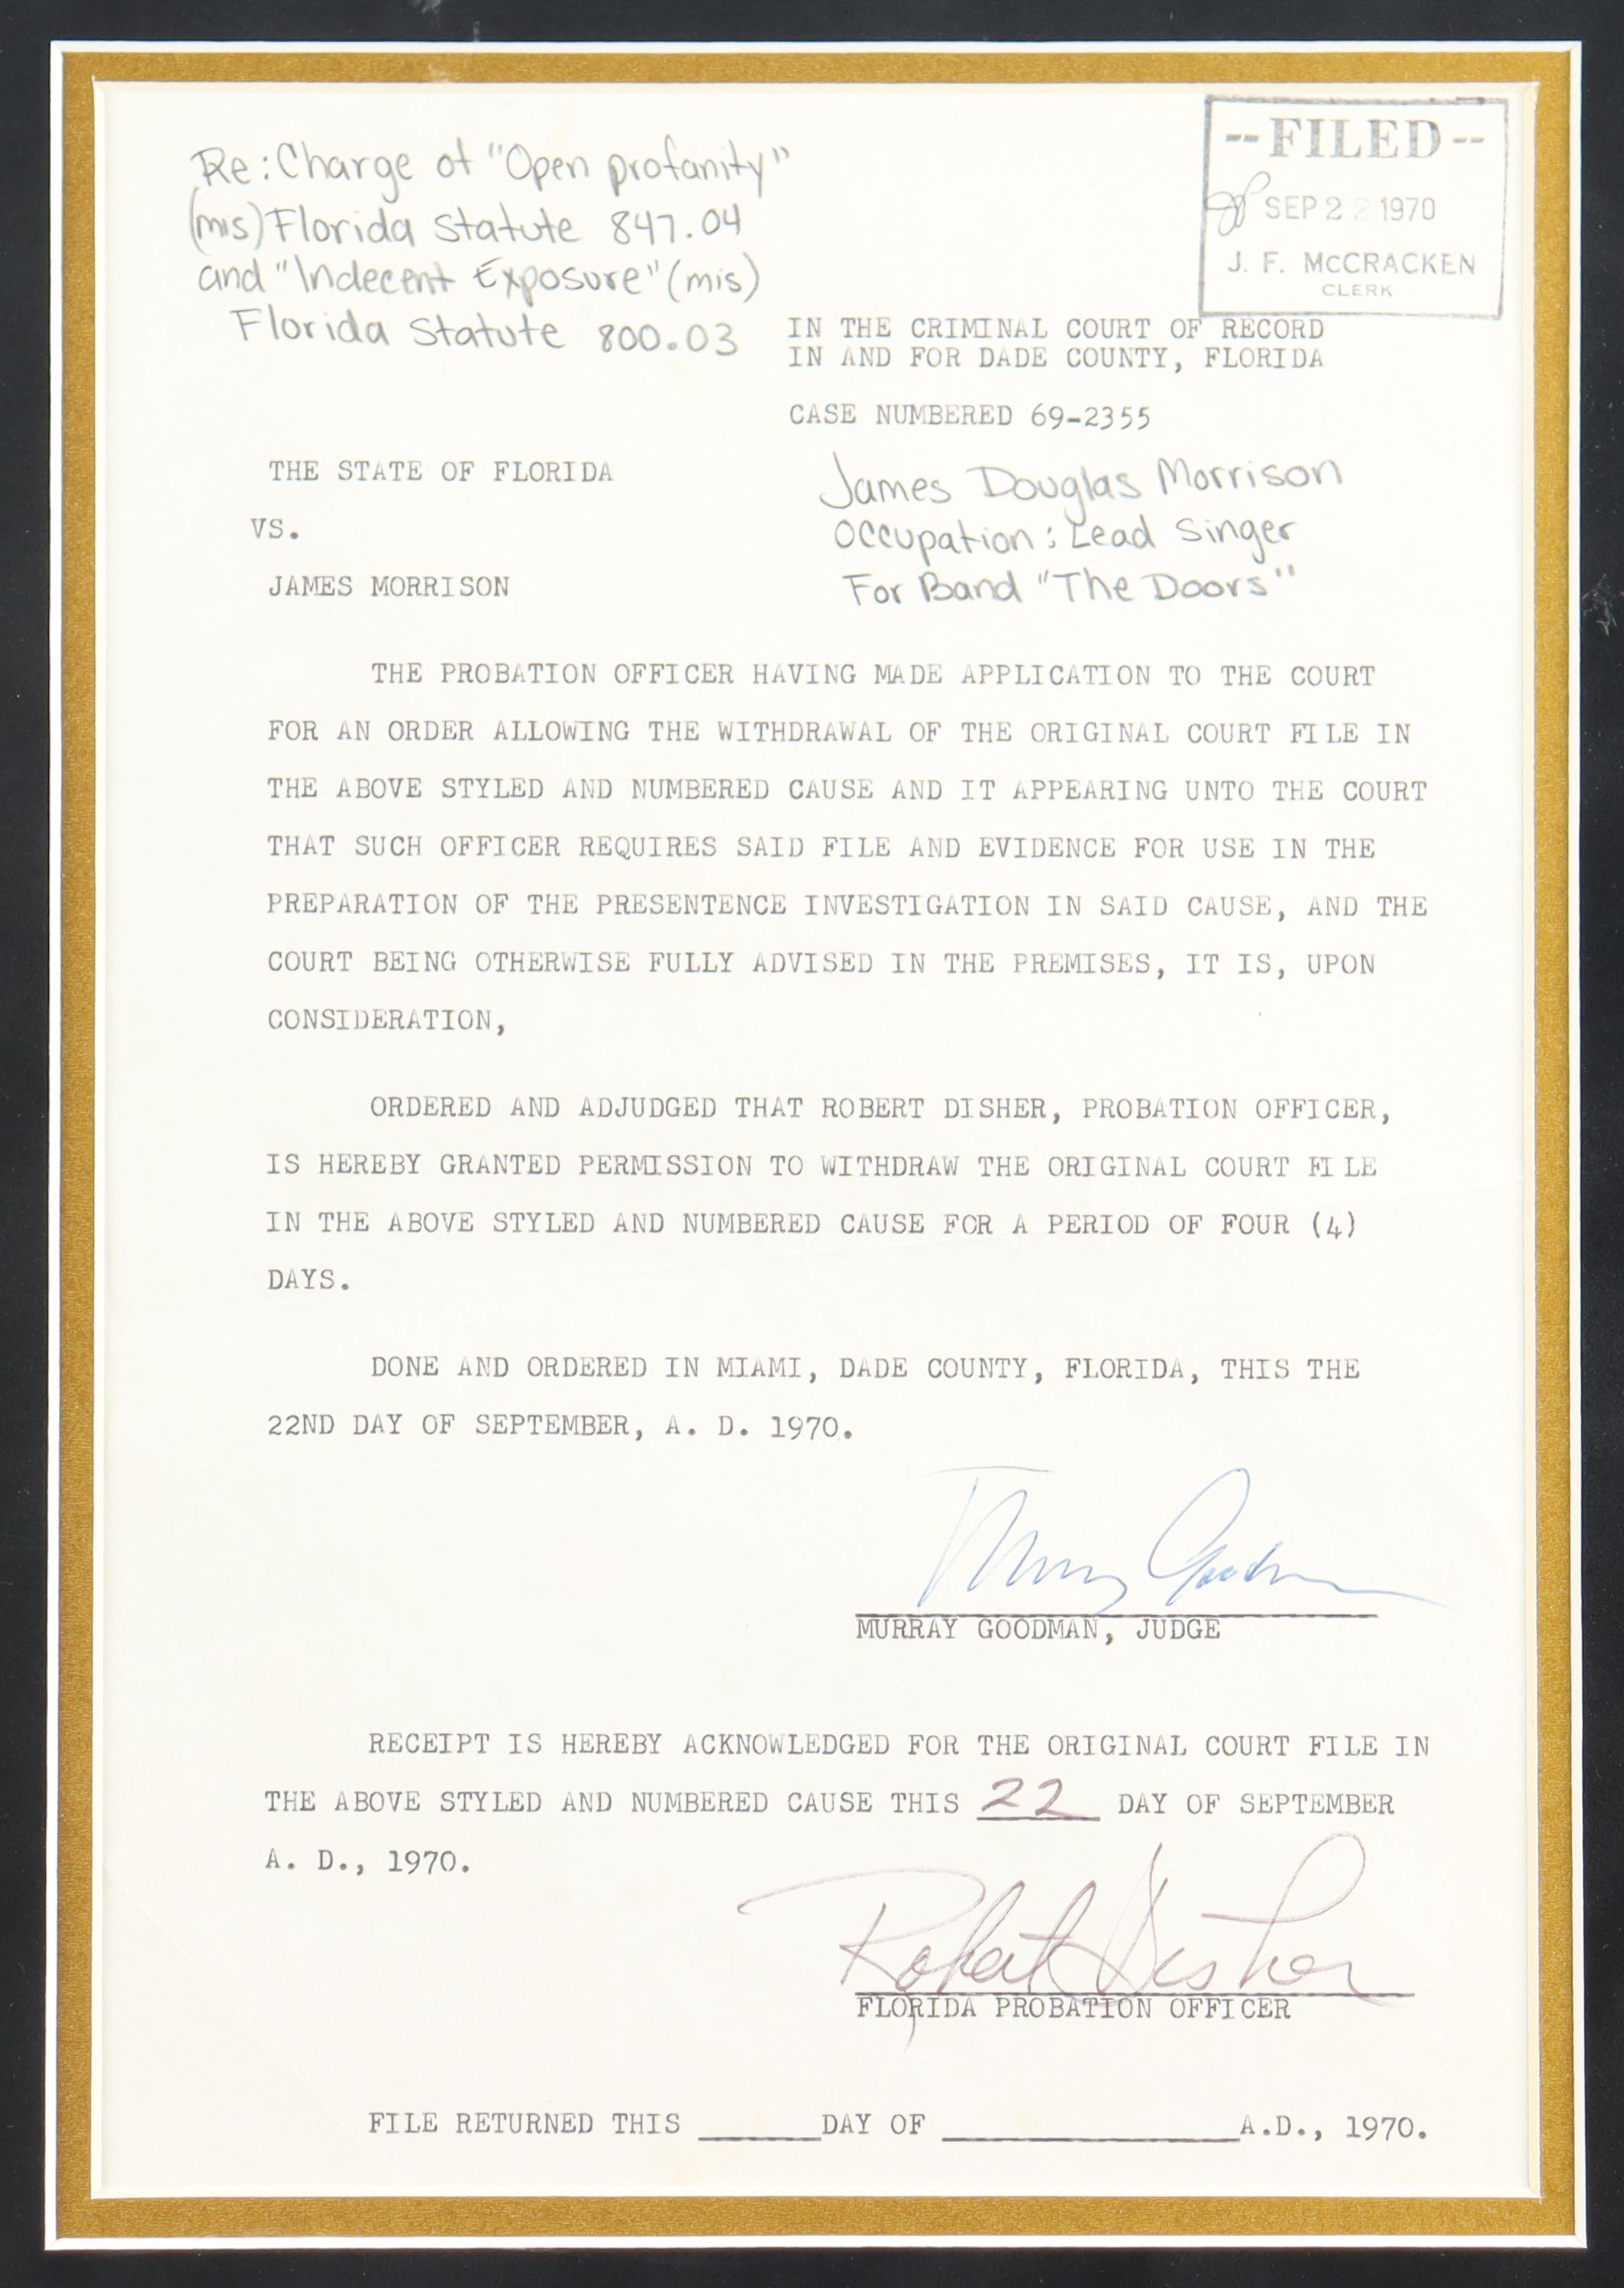 --FILED--
SEP 22 1970
J. F. McCRACKEN
CLERK
Re: Charge of "Open profanity"
(mis) Florida Statute 847.04
and "Indecent Exposure" (mis)
Florida Statute 800.03
IN THE CRIMINAL COURT OF RECORD
IN AND FOR DADE COUNTY, FLORIDA
CASE NUMBERED 69-2355
THE STATE OF FLORIDA
VS.
JAMES MORRISON
James Douglas Morrison
Occupation: Lead Singer
For Band "The Doors"
THE PROBATION OFFICER HAVING MADE APPLICATION TO THE COURT
FOR AN ORDER ALLOWING THE WITHDRAWAL OF THE ORIGINAL COURT FILE IN
THE ABOVE STYLED AND NUMBERED CAUSE AND IT APPEARING UNTO THE COURT
THAT SUCH OFFICER REQUIRES SAID FILE AND EVIDENCE FOR USE IN THE
PREPARATION OF THE PRESENTENCE INVESTIGATION IN SAID CAUSE, AND THE
COURT BEING OTHERWISE FULLY ADVISED IN THE PREMISES, IT IS, UPON
CONSIDERATION,
ORDERED AND ADJUDGED THAT ROBERT DISHER, PROBATION OFFICER,
IS HEREBY GRANTED PERMISSION TO WITHDRAW THE ORIGINAL COURT FILE
IN THE ABOVE STYLED AND NUMBERED CAUSE FOR A PERIOD OF FOUR (4)
DAYS.
DONE AND ORDERED IN MIAMI, DADE COUNTY, FLORIDA, THIS THE
22ND DAY OF SEPTEMBER, A. D. 1970.
Murray Goodman
MURRAY GOODMAN, JUDGE
RECEIPT IS HEREBY ACKNOWLEDGED FOR THE ORIGINAL COURT FILE IN
THE ABOVE STYLED AND NUMBERED CAUSE THIS 22 DAY OF SEPTEMBER
A. D., 1970.
Robert Disher
FLORIDA PROBATION OFFICER
FILE RETURNED THIS ______ DAY OF ______________ A.D., 1970.